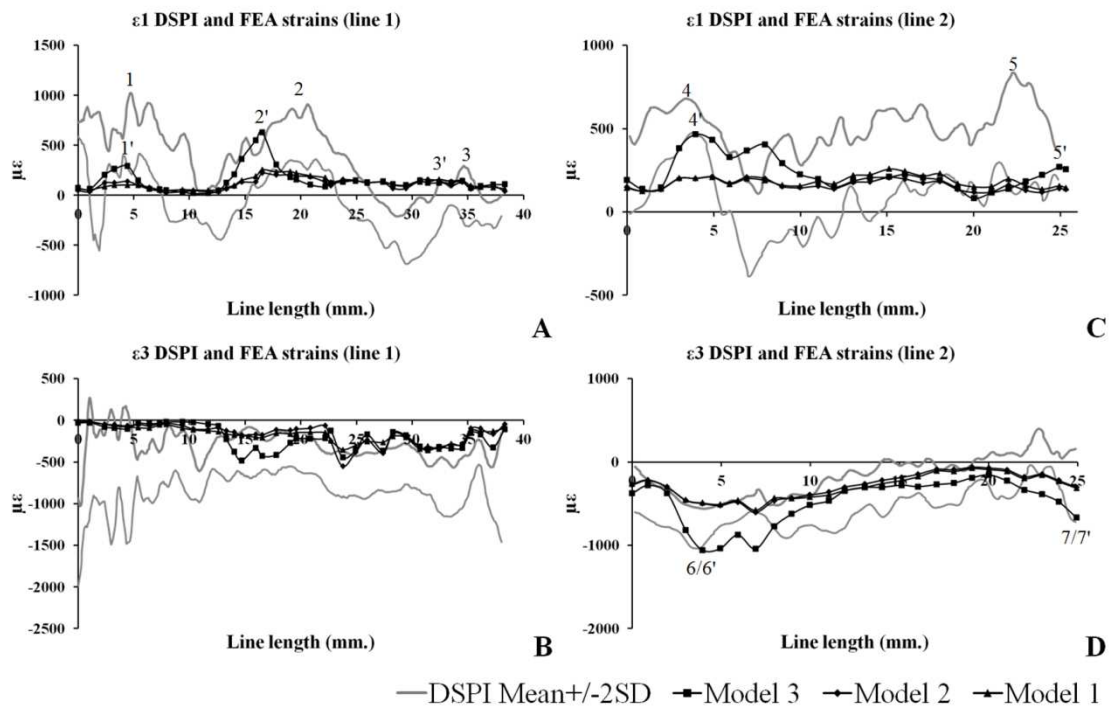 ε1 DSPI and FEA strains (line 1)
1500
1000
500
0
-500
-1000
με
0 5 10 15 20 25 30 35 40
1
1'
2'
2
3'
3
Line length (mm.)
A
ε1 DSPI and FEA strains (line 2)
1000
500
0
-500
με
0 5 10 15 20 25
4
4'
5
5'
Line length (mm.)
C
ε3 DSPI and FEA strains (line 1)
500
0
-500
-1000
-1500
-2000
-2500
με
0 5 10 15 20 25 30 35 40
Line length (mm.)
B
ε3 DSPI and FEA strains (line 2)
1000
0
-1000
-2000
με
0 5 10 15 20 25
6/6'
7/7'
Line length (mm.)
D
DSPI Mean+/-2SD Model 3 Model 2 Model 1